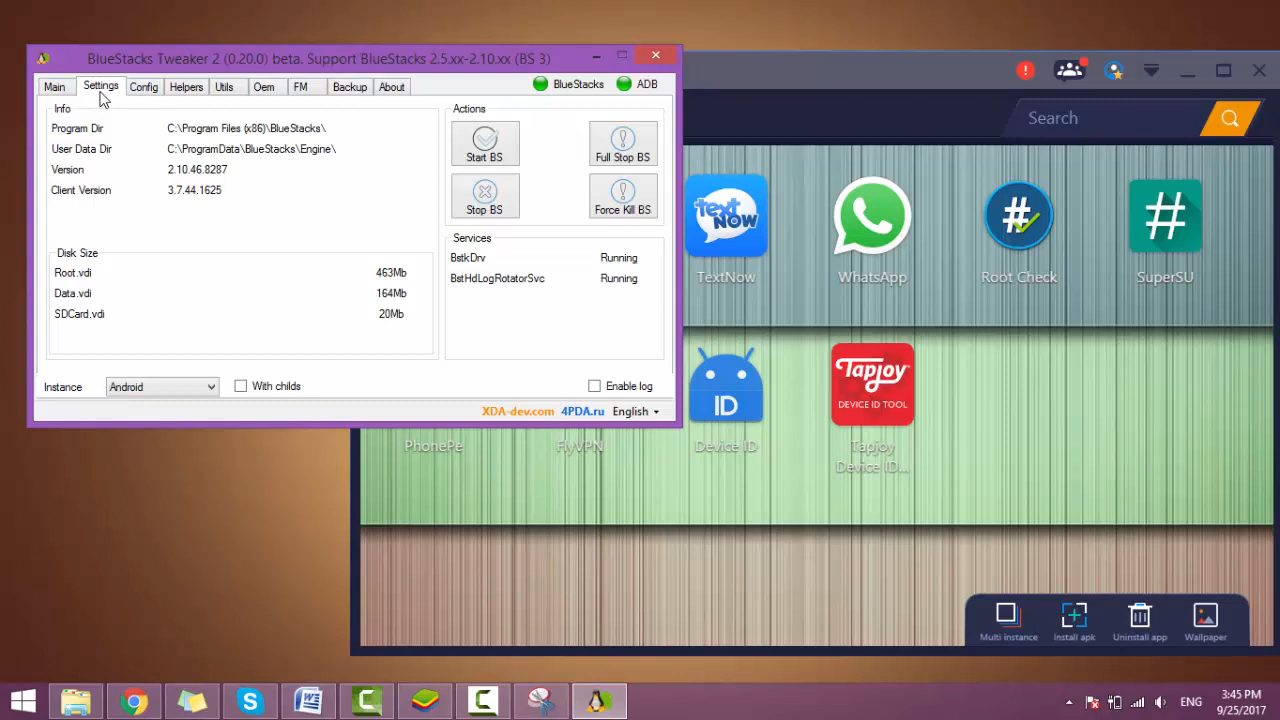 BlueStacks Tweaker 2 (0.20.0) beta. Support BlueStacks 2.5.xx-2.10.xx (BS 3)
Main Settings Config Helpers Utils Oem FM Backup About BlueStacks ADB
Info
Program Dir C:\Program Files (x86)\BlueStacks\
User Data Dir C:\ProgramData\BlueStacks\Engine\
Version 2.10.46.8287
Client Version 3.7.44.1625
Disk Size
Root.vdi 463Mb
Data.vdi 164Mb
SDCard.vdi 20Mb
Actions
Start BS Full Stop BS
Stop BS Force Kill BS
Services
BstkDrv Running
BstHdLogRotatorSvc Running
Instance Android With childs Enable log
XDA-dev.com 4PDA.ru English
Search
text
NOW
TextNow WhatsApp Root Check SuperSU
ID
Tapjoy
DEVICE ID TOOL
PhonePe FlyVPN Device ID Tapjoy
Device ID...
Multi instance Install apk Uninstall app Wallpaper
ENG
3:45 PM
9/25/2017